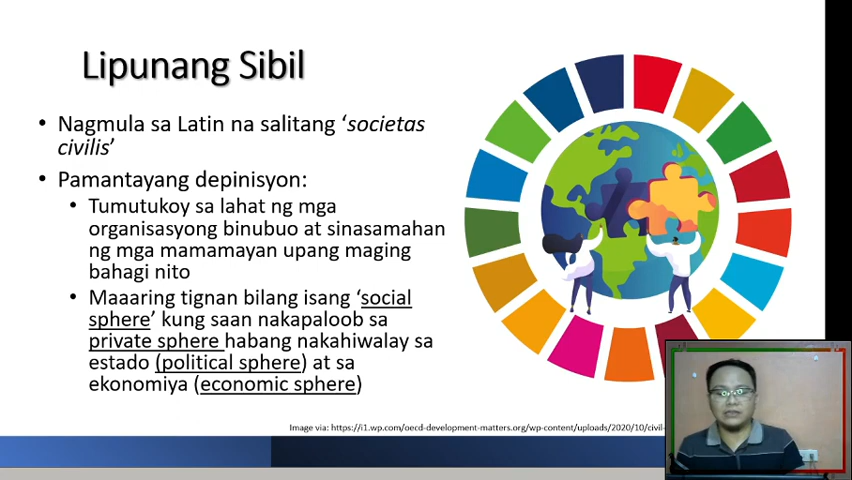 Lipunang Sibil
• Nagmula sa Latin na salitang ‘societas
civilis’
• Pamantayang depinisyon:
• Tumutukoy sa lahat ng mga
organisasyong binubuo at sinasamahan
ng mga mamamayan upang maging
bahagi nito
• Maaaring tignan bilang isang ‘social
sphere’ kung saan nakapaloob sa
private sphere habang nakahiwalay sa
estado (political sphere) at sa
ekonomiya (economic sphere)
Image via: https://i1.wp.com/oecd-development-matters.org/wp-content/uploads/2020/10/civil-